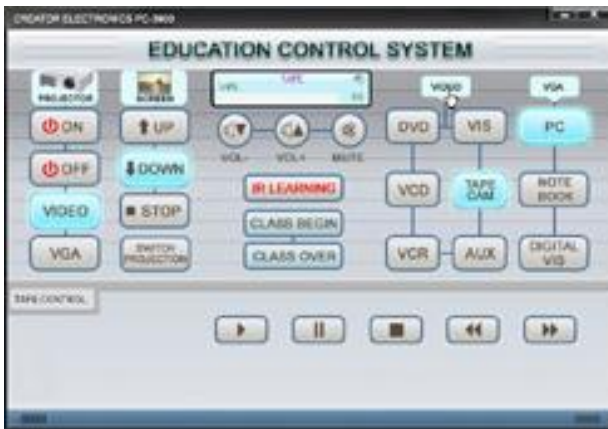 CREATOR ELECTRONICS PC-3900
EDUCATION CONTROL SYSTEM
PROJECTOR
SCREEN
TAPE
VIDEO
VGA
ON
UP
DVD
VIS
PC
VOL-
VOL+
MUTE
OFF
DOWN
IR LEARNING
VCD
TAPE CAM
NOTE BOOK
VIDEO
STOP
CLASS BEGIN
VGA
SWITCH PROJECTION
CLASS OVER
VCR
AUX
DIGITAL VIS
TAPE CONTROL